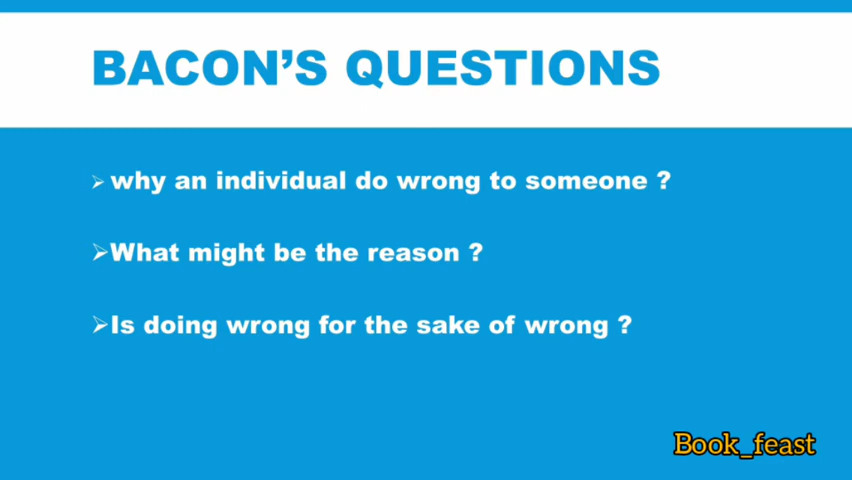 BACON'S QUESTIONS
why an individual do wrong to someone ?
What might be the reason ?
Is doing wrong for the sake of wrong ?
Book_feast